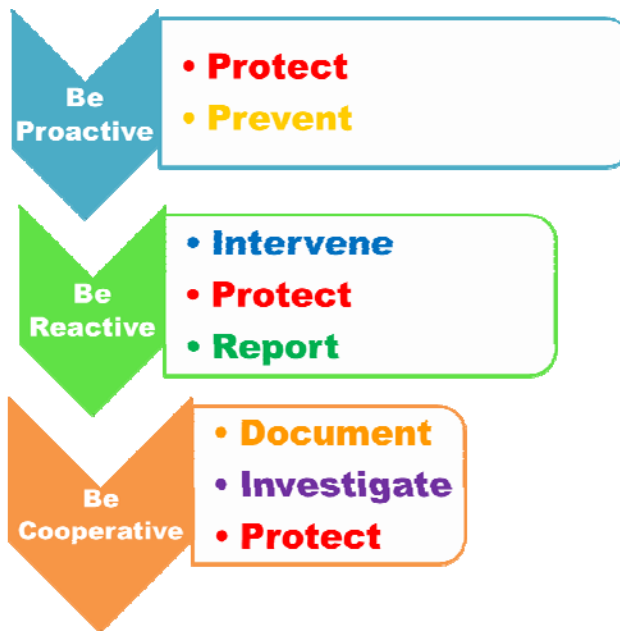 Be
Proactive
• Protect
• Prevent
Be
Reactive
• Intervene
• Protect
• Report
Be
Cooperative
• Document
• Investigate
• Protect